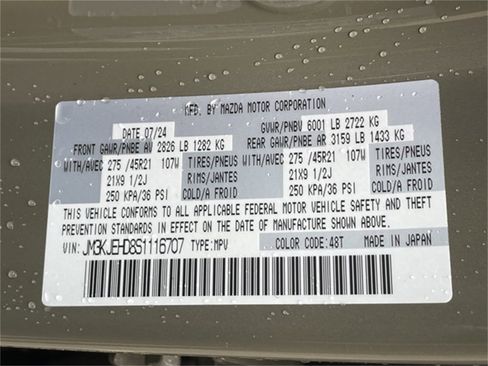 MFD. BY MAZDA MOTOR CORPORATION
DATE 07/24 GVWR/PNBV 6001 LB 2722 KG
FRONT GAWR/PNBE AV 2826 LB 1282 KG REAR GAWR/PNBE AR 3159 LB 1433 KG
WITH/AVEC 275 /45R21 107W TIRES/PNEUS WITH/AVEC 275 /45R21 107W TIRES/PNEUS
21X9 1/2J RIMS/JANTES 21X9 1/2J RIMS/JANTES
250 KPA/36 PSI COLD/A FROID 250 KPA/36 PSI COLD/A FROID
THIS VEHICLE CONFORMS TO ALL APPLICABLE FEDERAL MOTOR VEHICLE SAFETY AND THEFT
PREVENTION STANDARDS IN EFFECT ON THE DATE OF MANUFACTURE SHOWN ABOVE.
VIN: JM3KJEHD8S1116707 TYPE: MPV COLOR CODE: 48T MADE IN JAPAN